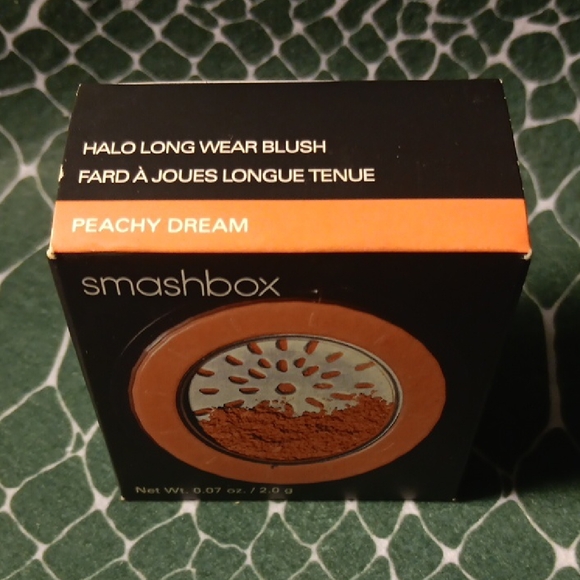 HALO LONG WEAR BLUSH
FARD À JOUES LONGUE TENUE
PEACHY DREAM
smashbox
Net Wt. 0.07 oz. / 2.0 g